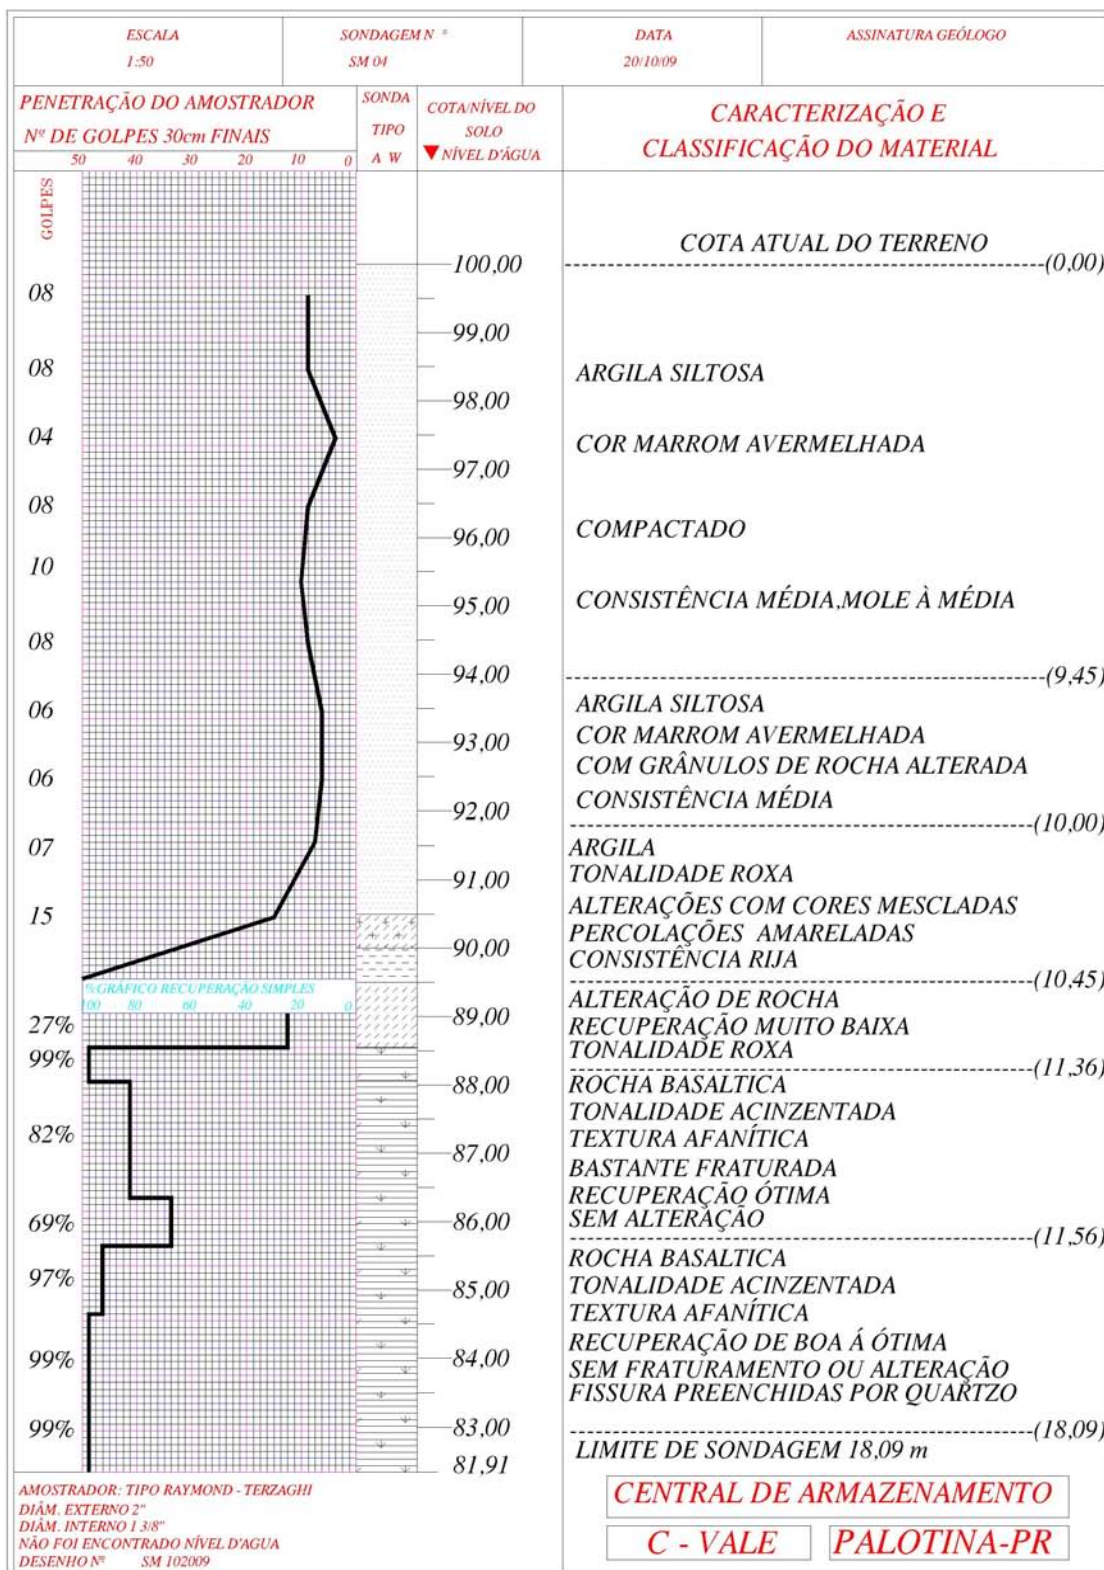 ESCALA
1:50
SONDAGEM N º
SM 04
DATA
20/10/09
ASSINATURA GEÓLOGO
PENETRAÇÃO DO AMOSTRADOR
Nº DE GOLPES 30cm FINAIS
50 40 30 20 10 0
SONDA
TIPO
A W
COTA/NÍVEL DO
SOLO
NÍVEL D'ÁGUA
CARACTERIZAÇÃO E
CLASSIFICAÇÃO DO MATERIAL
GOLPES
08
08
04
08
10
08
06
06
07
15
% GRÁFICO RECUPERAÇÃO SIMPLES
100 80 60 40 20 0
27%
99%
82%
69%
97%
99%
99%
100,00
99,00
98,00
97,00
96,00
95,00
94,00
93,00
92,00
91,00
90,00
89,00
88,00
87,00
86,00
85,00
84,00
83,00
81,91
COTA ATUAL DO TERRENO
(0,00)
ARGILA SILTOSA
COR MARROM AVERMELHADA
COMPACTADO
CONSISTÊNCIA MÉDIA,MOLE À MÉDIA
(9,45)
ARGILA SILTOSA
COR MARROM AVERMELHADA
COM GRÂNULOS DE ROCHA ALTERADA
CONSISTÊNCIA MÉDIA
(10,00)
ARGILA
TONALIDADE ROXA
ALTERAÇÕES COM CORES MESCLADAS
PERCOLAÇÕES AMARELADAS
CONSISTÊNCIA RIJA
(10,45)
ALTERAÇÃO DE ROCHA
RECUPERAÇÃO MUITO BAIXA
TONALIDADE ROXA
(11,36)
ROCHA BASALTICA
TONALIDADE ACINZENTADA
TEXTURA AFANÍTICA
BASTANTE FRATURADA
RECUPERAÇÃO ÓTIMA
SEM ALTERAÇÃO
(11,56)
ROCHA BASALTICA
TONALIDADE ACINZENTADA
TEXTURA AFANÍTICA
RECUPERAÇÃO DE BOA Á ÓTIMA
SEM FRATURAMENTO OU ALTERAÇÃO
FISSURA PREENCHIDAS POR QUARTZO
(18,09)
LIMITE DE SONDAGEM 18,09 m
AMOSTRADOR: TIPO RAYMOND - TERZAGHI
DIÂM. EXTERNO 2"
DIÂM. INTERNO 1 3/8"
NÃO FOI ENCONTRADO NÍVEL D'AGUA
DESENHO Nº SM 102009
CENTRAL DE ARMAZENAMENTO
C - VALE
PALOTINA-PR